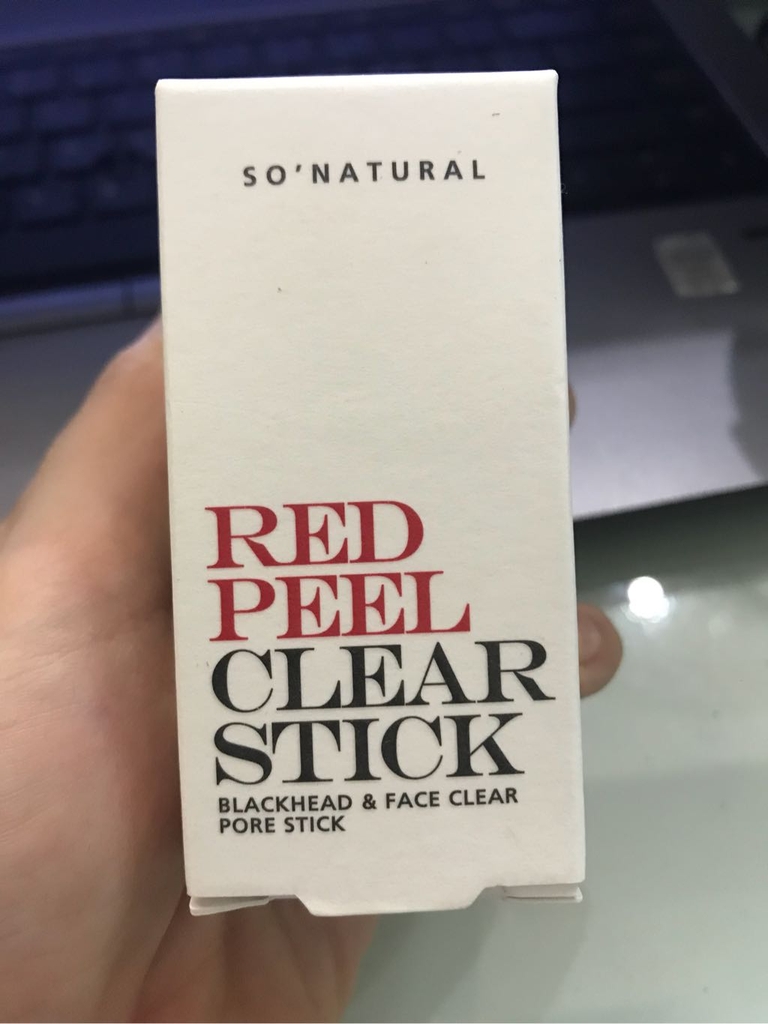 SO'NATURAL
RED
PEEL
CLEAR
STICK
BLACKHEAD & FACE CLEAR
PORE STICK